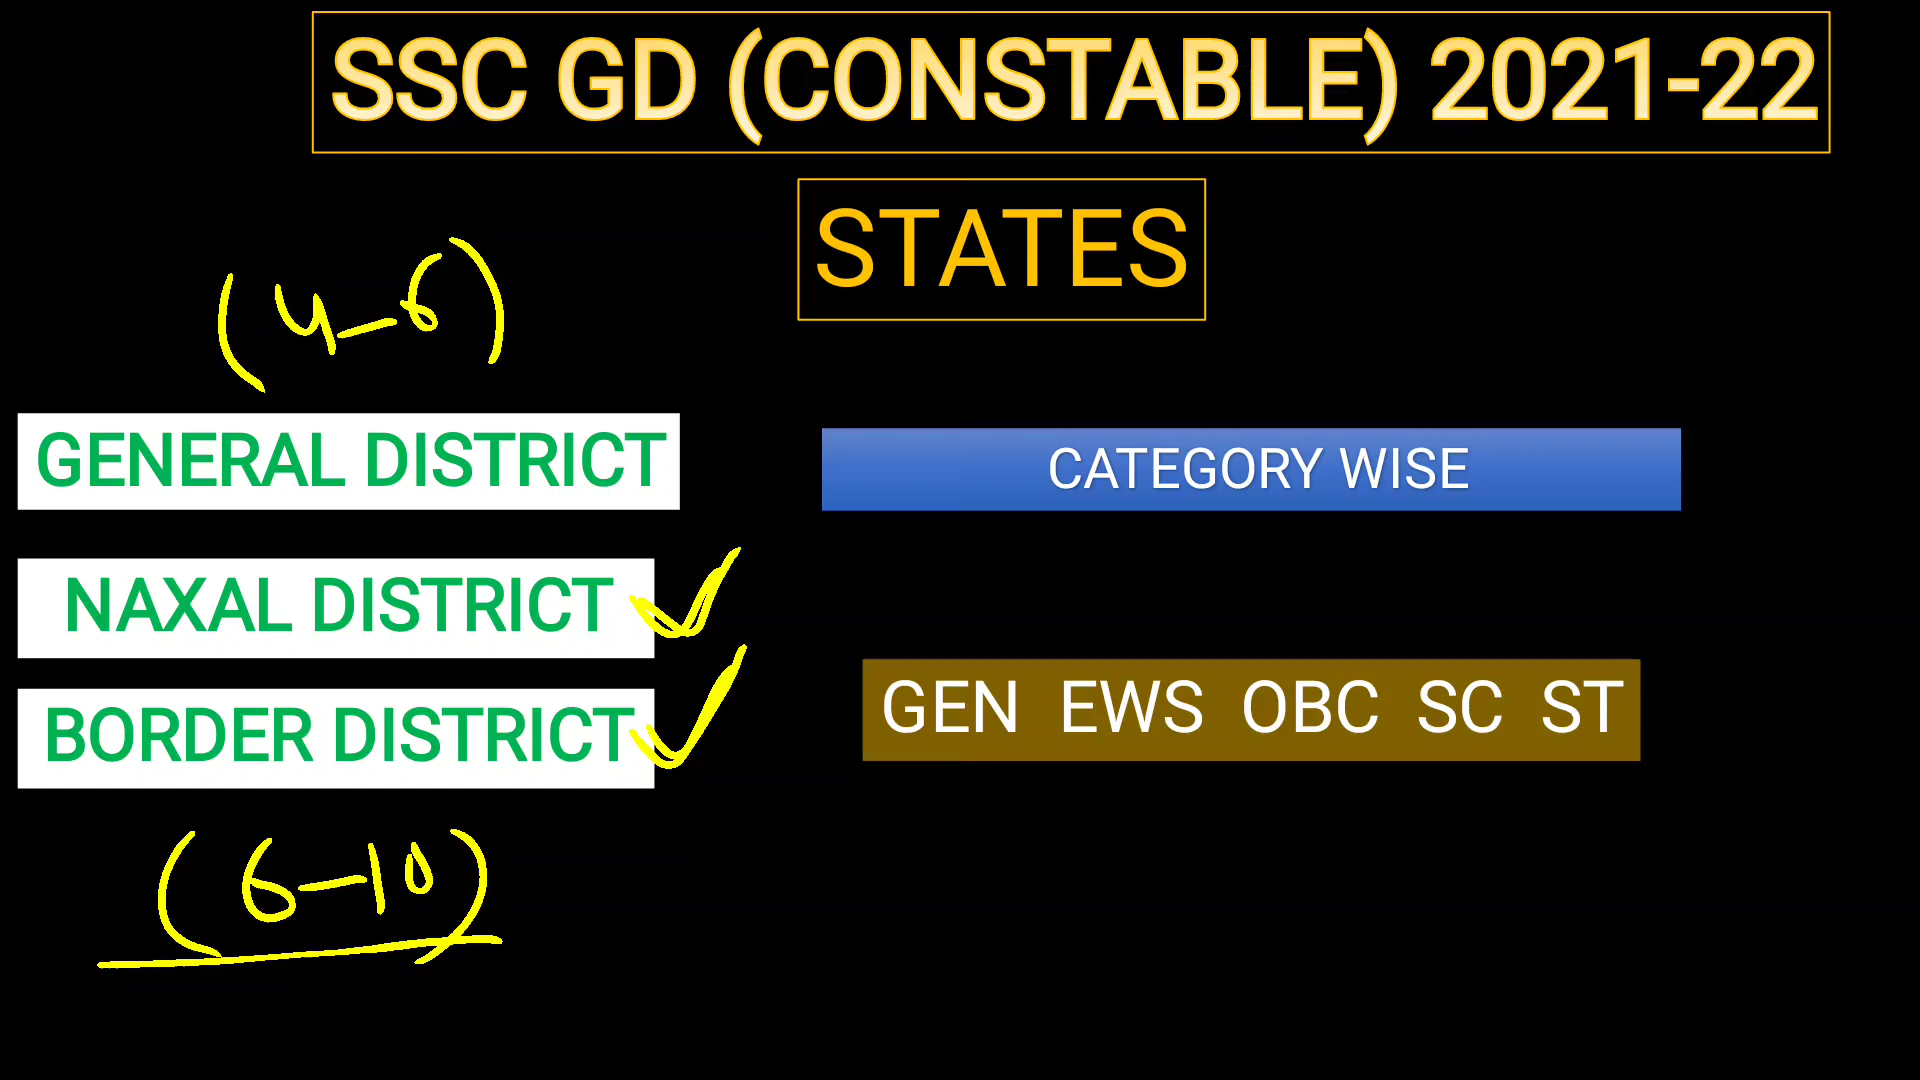 SSC GD (CONSTABLE) 2021-22
STATES
(4-6)
GENERAL DISTRICT
CATEGORY WISE
NAXAL DISTRICT
BORDER DISTRICT
GEN EWS OBC SC ST
(6-10)